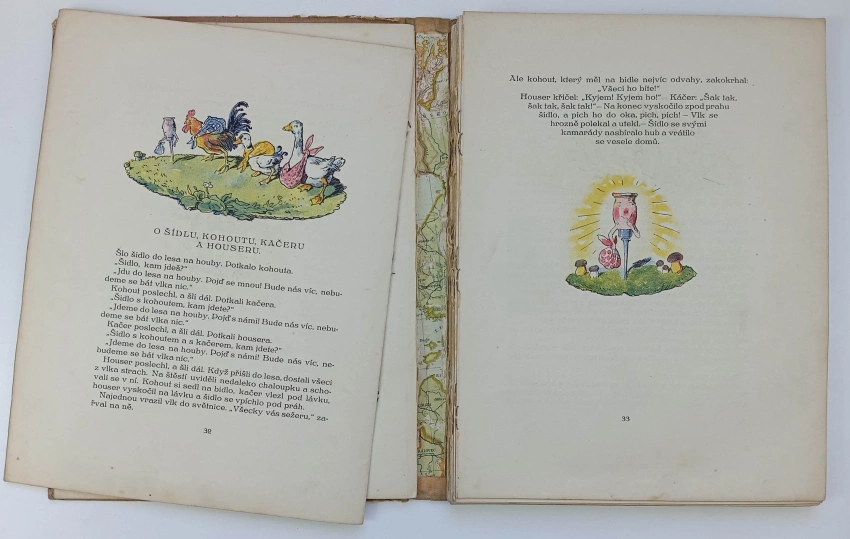 O ŠÍDLU, KOHOUTU, KAČERU
A HOUSERU.
Šlo šídlo do lesa na houby. Potkalo kohouta.
„Šídlo, kam jdeš?“
„Jdu do lesa na houby. Pojď se mnou! Bude nás víc, nebu-
deme se bát vlka nic.“
Kohout poslechl, a šli dál. Potkali kačera.
„Šídlo s kohoutem, kam jdete?“
„Jdeme do lesa na houby. Pojď s námi! Bude nás víc, nebu-
deme se bát vlka nic.“
Kačer poslechl, a šli dál. Potkali housera.
„Šídlo s kohoutem a s kačerem, kam jdete?“
„Jdeme do lesa na houby. Pojď s námi! Bude nás víc, ne-
budeme se bát vlka nic.“
Houser poslechl, a šli dál. Když přišli do lesa, dostali všecí
z vlka strach. Na štěstí uviděli nedaleko chaloupku a scho-
vali se v ní. Kohout si sedl na bidlo, kačer vlezl pod lávku,
houser vyskočil na lávku a šídlo se vpíchlo pod práh.
Najednou vrazil vlk do světnice. „Všecky vás sežeru,“ za-
řval na ně.
32
Ale kohout, který měl na bidle nejvíc odvahy, zakokrhal:
„Všeci ho bite!“
Houser křičel: „Kyjem! Kyjem ho!“ – Káčer: „Šak tak,
šak tak, šak tak!“ – Na konec vyskočilo zpod prahu
šídlo, a pich ho do oka, pich, pich! – Vlk se
hrozně polekal a utekl. – Šídlo se svými
kamarády nasbíralo hub a vrátilo
se vesele domů.
33